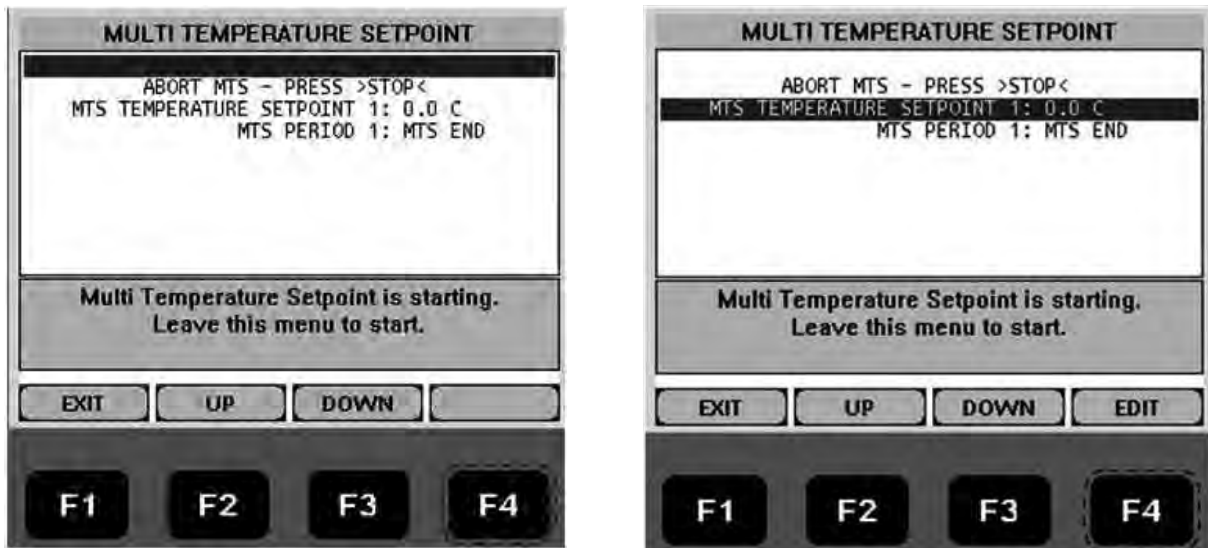 MULTI TEMPERATURE SETPOINT
ABORT MTS - PRESS >STOP<
MTS TEMPERATURE SETPOINT 1: 0.0 C
MTS PERIOD 1: MTS END
Multi Temperature Setpoint is starting.
Leave this menu to start.
EXIT UP DOWN
F1 F2 F3 F4
MULTI TEMPERATURE SETPOINT
ABORT MTS - PRESS >STOP<
MTS TEMPERATURE SETPOINT 1: 0.0 C
MTS PERIOD 1: MTS END
Multi Temperature Setpoint is starting.
Leave this menu to start.
EXIT UP DOWN EDIT
F1 F2 F3 F4